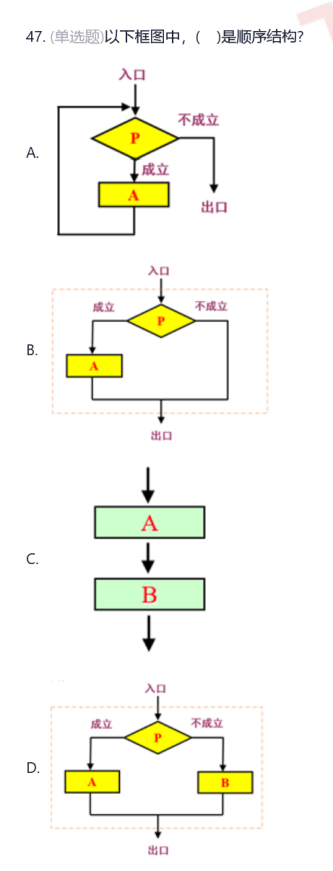 47. (单选题)以下框图中，(　)是顺序结构?
入口
不成立
P
A.
成立
A
出口
入口
成立
不成立
P
B.
A
出口
A
C.
B
入口
成立
不成立
P
D.
A
B
出口